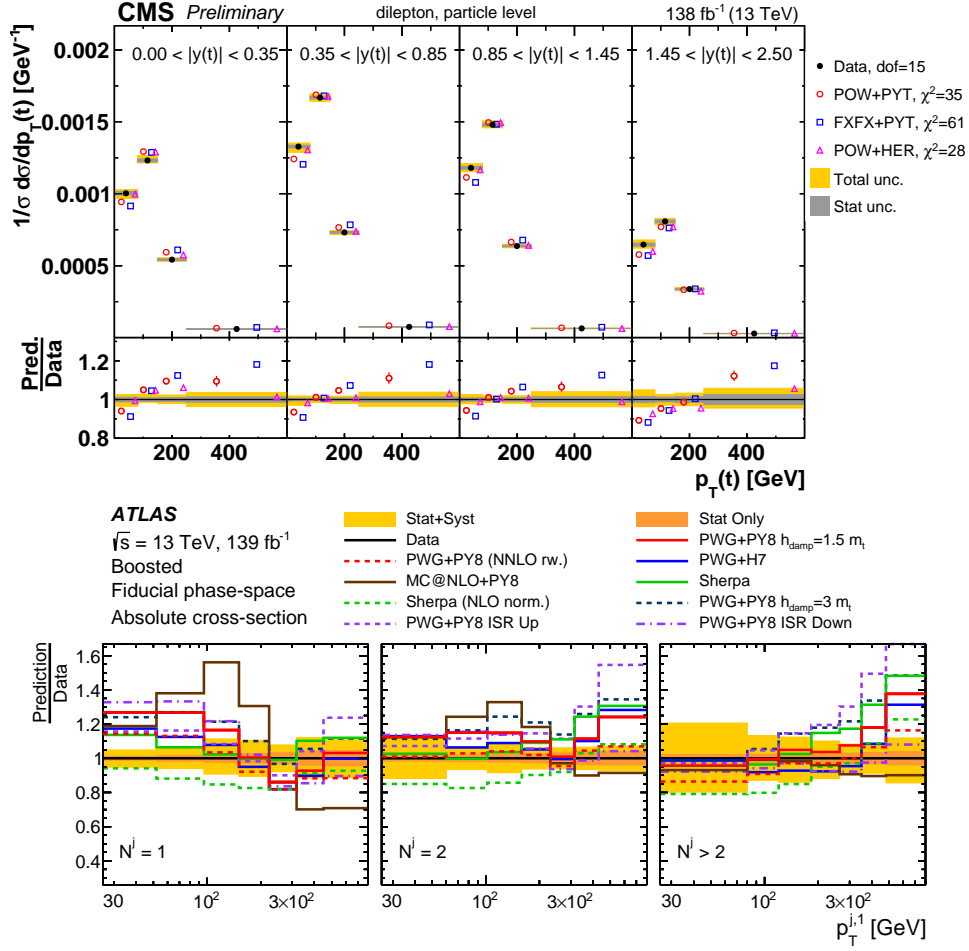 CMS Preliminary dilepton, particle level 138 fb⁻¹ (13 TeV)
0.00 < |y(t)| < 0.35 0.35 < |y(t)| < 0.85 0.85 < |y(t)| < 1.45 1.45 < |y(t)| < 2.50
1/σ dσ/dp_T(t) [GeV⁻¹]
0.002
0.0015
0.001
0.0005
Data, dof=15
POW+PYT, χ²=35
FXFX+PYT, χ²=61
POW+HER, χ²=28
Total unc.
Stat unc.
Pred.
Data
1.2
1
0.8
200 400 200 400 200 400 200 400
p_T(t) [GeV]
ATLAS
√s = 13 TeV, 139 fb⁻¹
Boosted
Fiducial phase-space
Absolute cross-section
Stat+Syst
Data
PWG+PY8 (NNLO rw.)
MC@NLO+PY8
Sherpa (NLO norm.)
PWG+PY8 ISR Up
Stat Only
PWG+PY8 h_damp=1.5 m_t
PWG+H7
Sherpa
PWG+PY8 h_damp=3 m_t
PWG+PY8 ISR Down
Prediction
Data
1.6
1.4
1.2
1
0.8
0.6
0.4
N^j = 1 N^j = 2 N^j > 2
30 10² 3×10² 30 10² 3×10² 30 10² 3×10²
p_T^{j,1} [GeV]